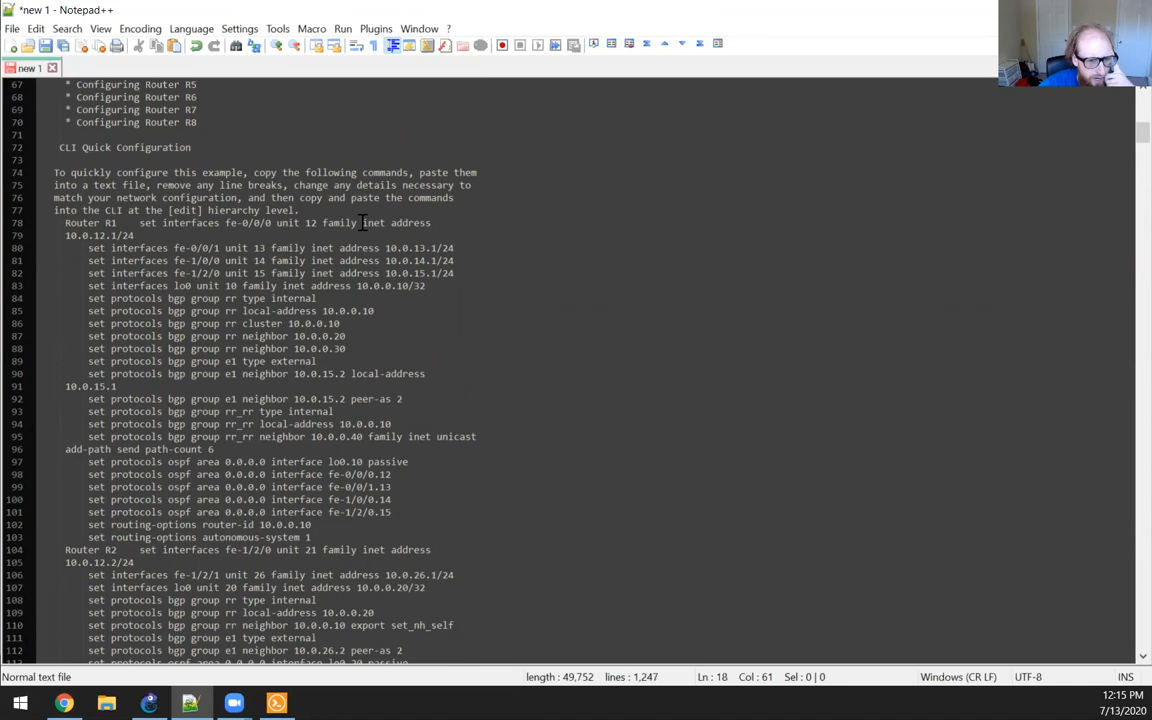 *new 1 - Notepad++
File Edit Search View Encoding Language Settings Tools Macro Run Plugins Window ?
new 1
67 * Configuring Router R5
68 * Configuring Router R6
69 * Configuring Router R7
70 * Configuring Router R8
71
72 CLI Quick Configuration
73
74 To quickly configure this example, copy the following commands, paste them
75 into a text file, remove any line breaks, change any details necessary to
76 match your network configuration, and then copy and paste the commands
77 into the CLI at the [edit] hierarchy level.
78 Router R1 set interfaces fe-0/0/0 unit 12 family inet address
79 10.0.12.1/24
80 set interfaces fe-0/0/1 unit 13 family inet address 10.0.13.1/24
81 set interfaces fe-1/0/0 unit 14 family inet address 10.0.14.1/24
82 set interfaces fe-1/2/0 unit 15 family inet address 10.0.15.1/24
83 set interfaces lo0 unit 10 family inet address 10.0.0.10/32
84 set protocols bgp group rr type internal
85 set protocols bgp group rr local-address 10.0.0.10
86 set protocols bgp group rr cluster 10.0.0.10
87 set protocols bgp group rr neighbor 10.0.0.20
88 set protocols bgp group rr neighbor 10.0.0.30
89 set protocols bgp group e1 type external
90 set protocols bgp group e1 neighbor 10.0.15.2 local-address
91 10.0.15.1
92 set protocols bgp group e1 neighbor 10.0.15.2 peer-as 2
93 set protocols bgp group rr_rr type internal
94 set protocols bgp group rr_rr local-address 10.0.0.10
95 set protocols bgp group rr_rr neighbor 10.0.0.40 family inet unicast
96 add-path send path-count 6
97 set protocols ospf area 0.0.0.0 interface lo0.10 passive
98 set protocols ospf area 0.0.0.0 interface fe-0/0/0.12
99 set protocols ospf area 0.0.0.0 interface fe-0/0/1.13
100 set protocols ospf area 0.0.0.0 interface fe-1/0/0.14
101 set protocols ospf area 0.0.0.0 interface fe-1/2/0.15
102 set routing-options router-id 10.0.0.10
103 set routing-options autonomous-system 1
104 Router R2 set interfaces fe-1/2/0 unit 21 family inet address
105 10.0.12.2/24
106 set interfaces fe-1/2/1 unit 26 family inet address 10.0.26.1/24
107 set interfaces lo0 unit 20 family inet address 10.0.0.20/32
108 set protocols bgp group rr type internal
109 set protocols bgp group rr local-address 10.0.0.20
110 set protocols bgp group rr neighbor 10.0.0.10 export set_nh_self
111 set protocols bgp group e1 type external
112 set protocols bgp group e1 neighbor 10.0.26.2 peer-as 2
113 set protocols ospf area 0.0.0.0 interface lo0.20 passive
Normal text file length : 49,752 lines : 1,247 Ln : 18 Col : 61 Sel : 0 | 0 Windows (CR LF) UTF-8 INS
12:15 PM
7/13/2020